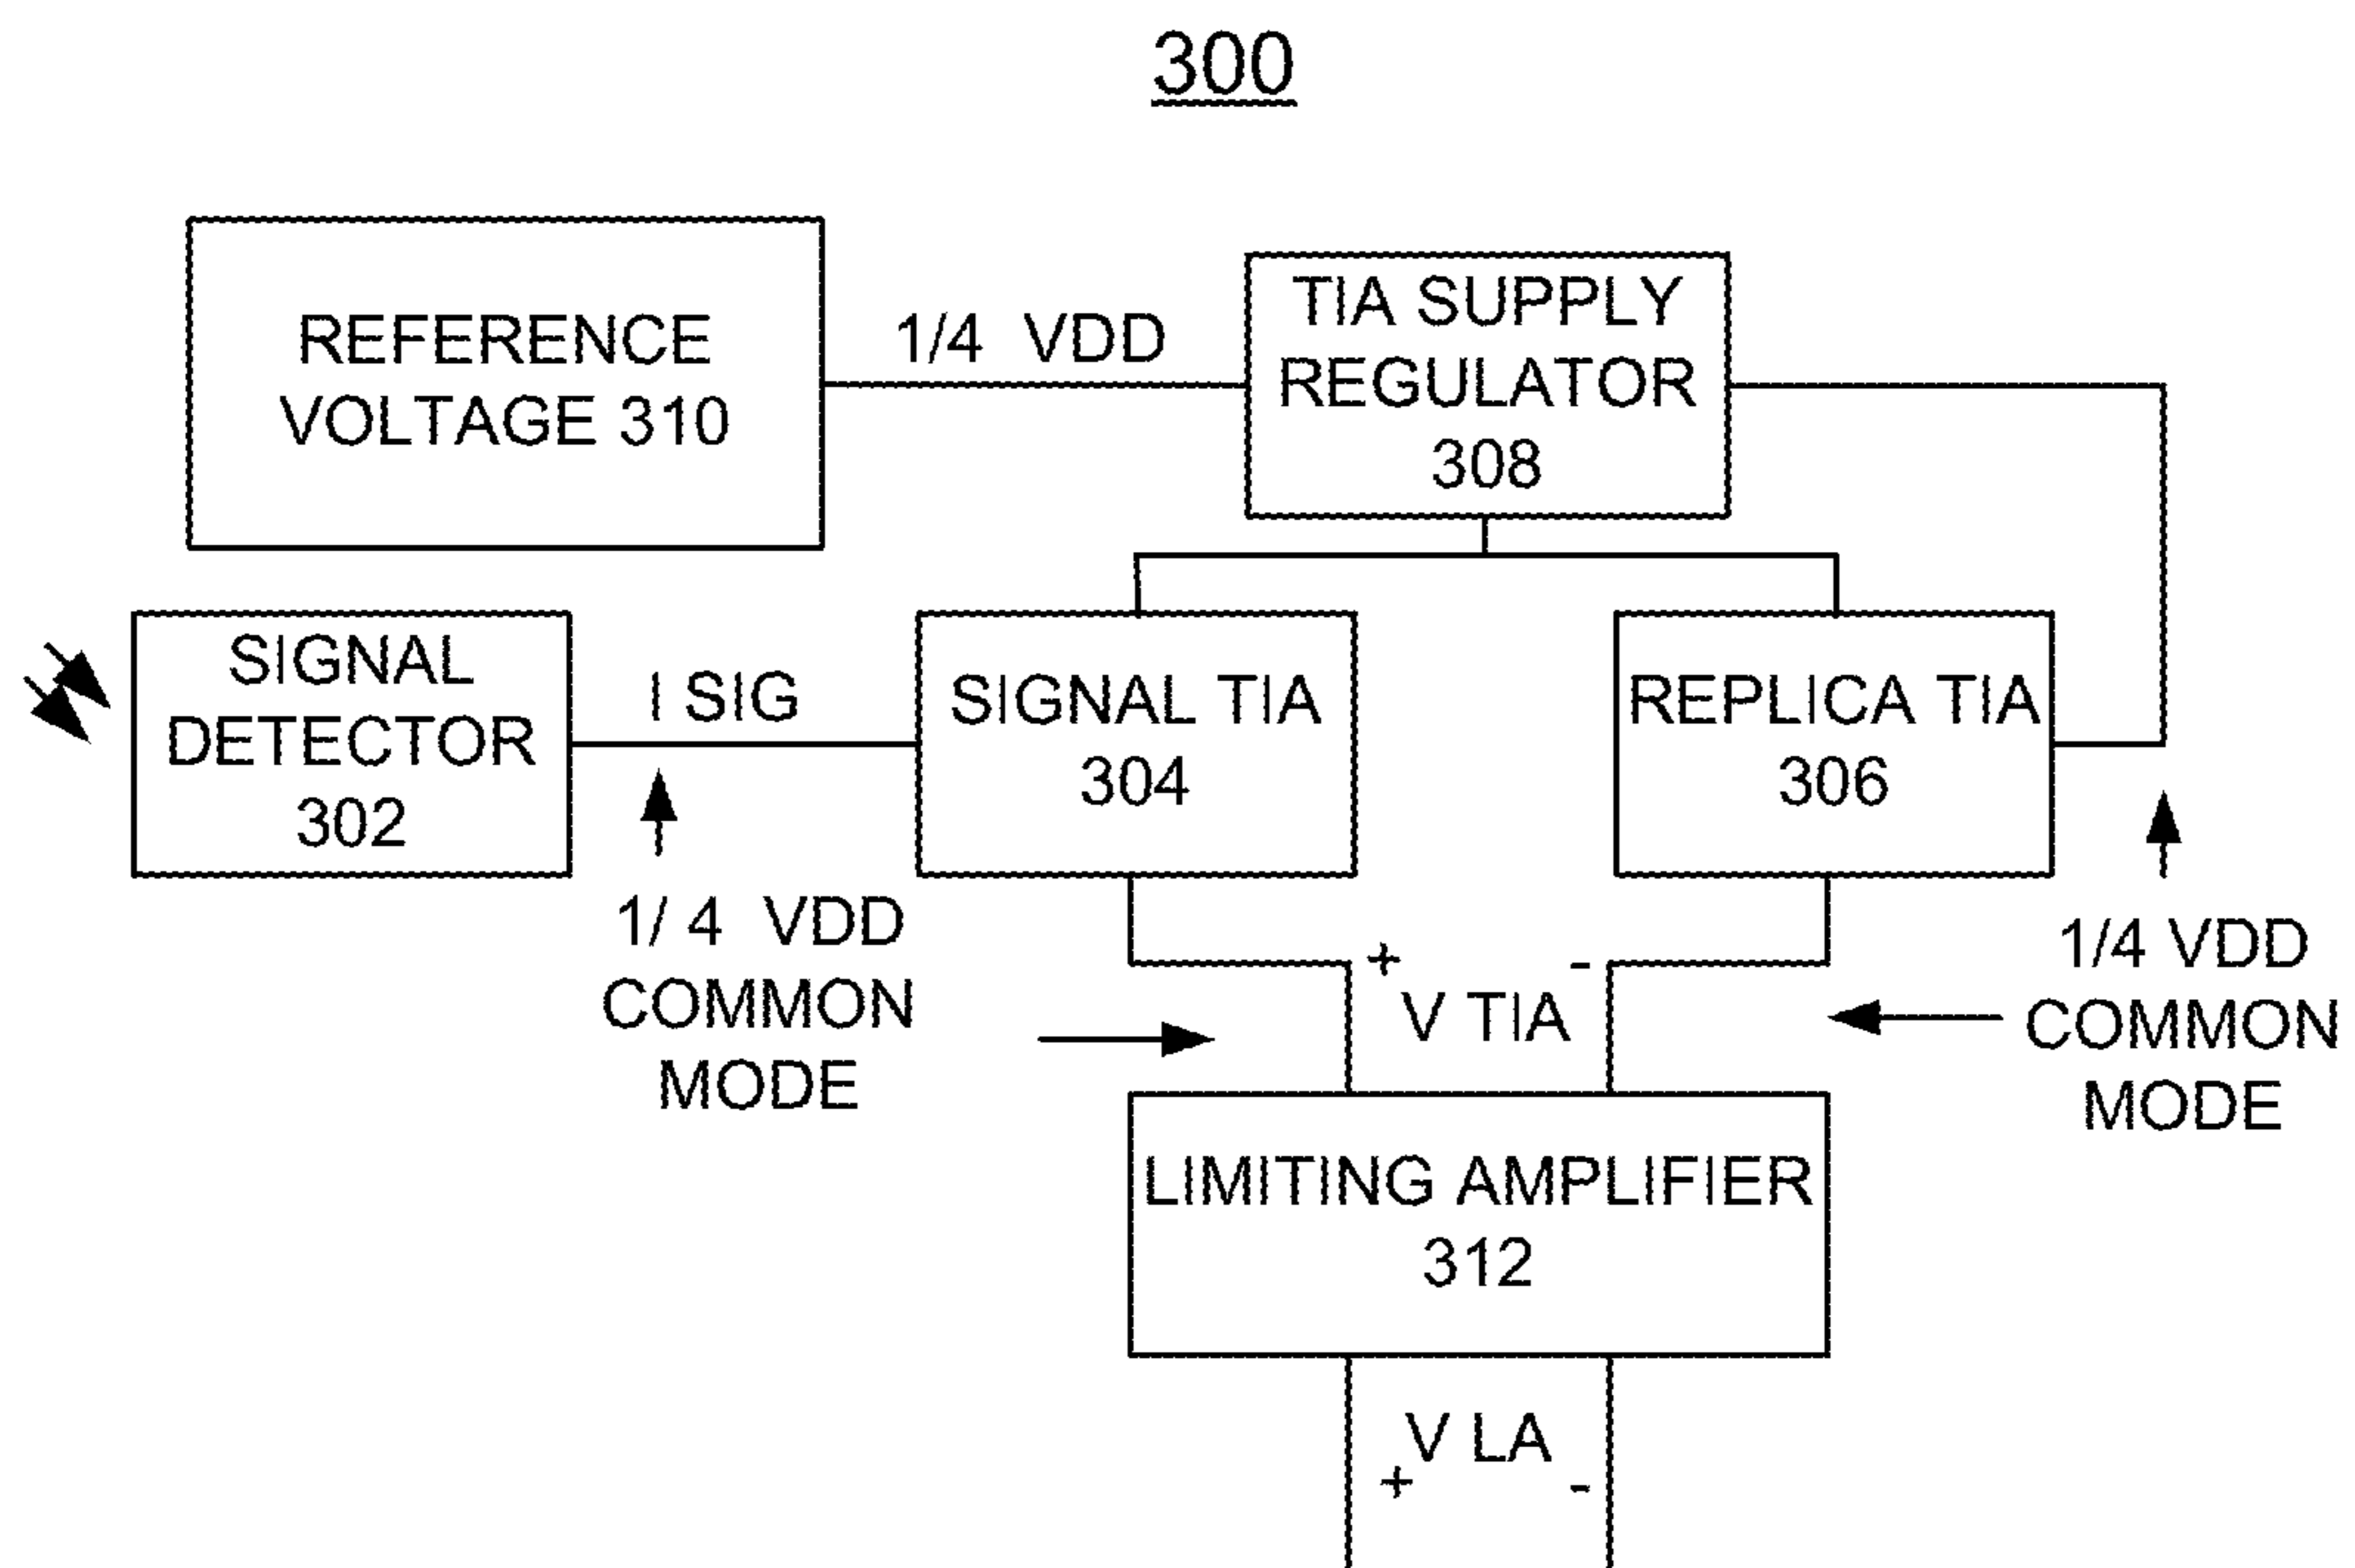 300
REFERENCE
VOLTAGE 310
1/4 VDD
TIA SUPPLY
REGULATOR
308
SIGNAL
DETECTOR
302
I SIG
SIGNAL TIA
304
REPLICA TIA
306
1/ 4 VDD
COMMON
MODE
+ -
V TIA
1/4 VDD
COMMON
MODE
LIMITING AMPLIFIER
312
V LA
+ -